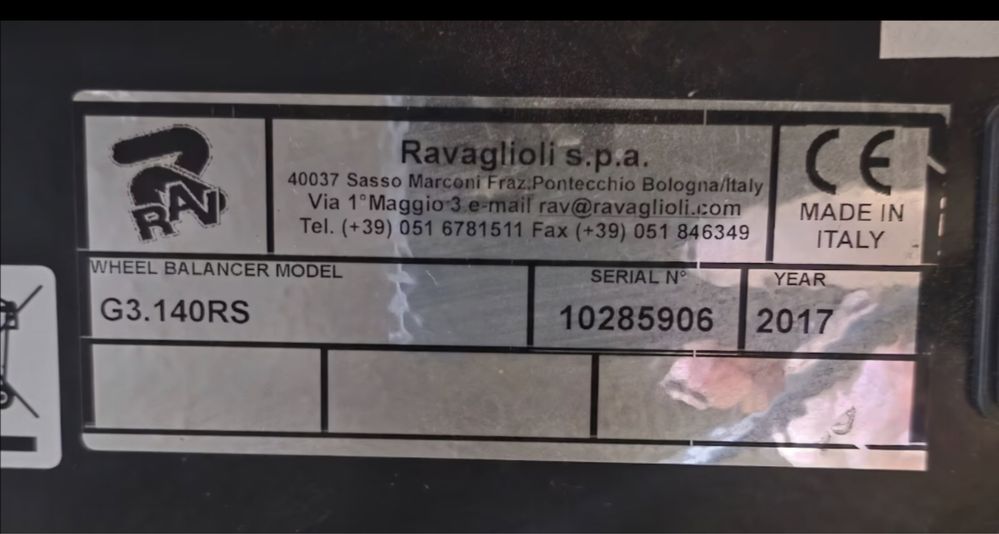 RAV
Ravaglioli s.p.a.
40037 Sasso Marconi Fraz.Pontecchio Bologna/Italy
Via 1°Maggio 3 e-mail rav@ravaglioli.com
Tel. (+39) 051 6781511 Fax (+39) 051 846349
CE
MADE IN
ITALY
WHEEL BALANCER MODEL
G3.140RS
SERIAL N°
10285906
YEAR
2017